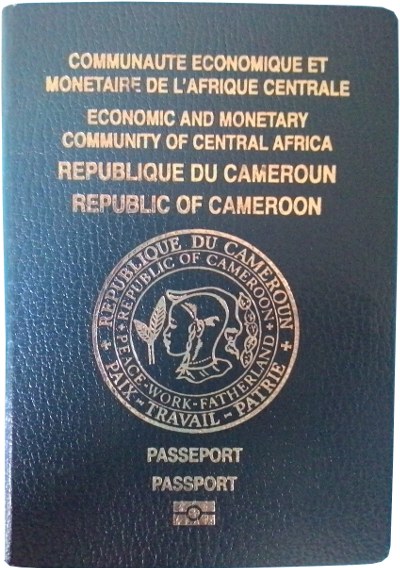 COMMUNAUTE ECONOMIQUE ET
MONETAIRE DE L'AFRIQUE CENTRALE
ECONOMIC AND MONETARY
COMMUNITY OF CENTRAL AFRICA
REPUBLIQUE DU CAMEROUN
REPUBLIC OF CAMEROON
REPUBLIQUE DU CAMEROUN
REPUBLIC OF CAMEROON
PEACE-WORK-FATHERLAND
PAIX-TRAVAIL-PATRIE
PASSEPORT
PASSPORT